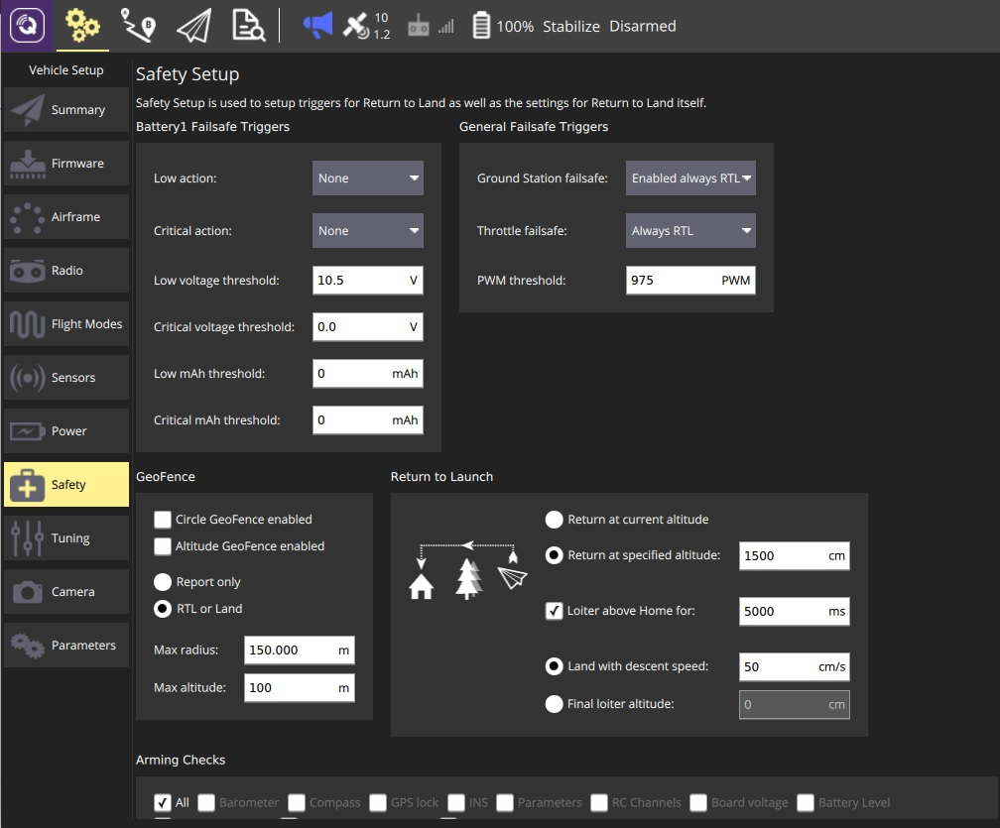 B
10
1.2
100% Stabilize Disarmed
Vehicle Setup
Summary
Firmware
Airframe
Radio
Flight Modes
Sensors
Power
Safety
Tuning
Camera
Parameters
Safety Setup
Safety Setup is used to setup triggers for Return to Land as well as the settings for Return to Land itself.
Battery1 Failsafe Triggers
Low action: None
Critical action: None
Low voltage threshold: 10.5 V
Critical voltage threshold: 0.0 V
Low mAh threshold: 0 mAh
Critical mAh threshold: 0 mAh
General Failsafe Triggers
Ground Station failsafe: Enabled always RTL
Throttle failsafe: Always RTL
PWM threshold: 975 PWM
GeoFence
Circle GeoFence enabled
Altitude GeoFence enabled
Report only
RTL or Land
Max radius: 150.000 m
Max altitude: 100 m
Return to Launch
Return at current altitude
Return at specified altitude: 1500 cm
Loiter above Home for: 5000 ms
Land with descent speed: 50 cm/s
Final loiter altitude: 0 cm
Arming Checks
All Barometer Compass GPS lock INS Parameters RC Channels Board voltage Battery Level